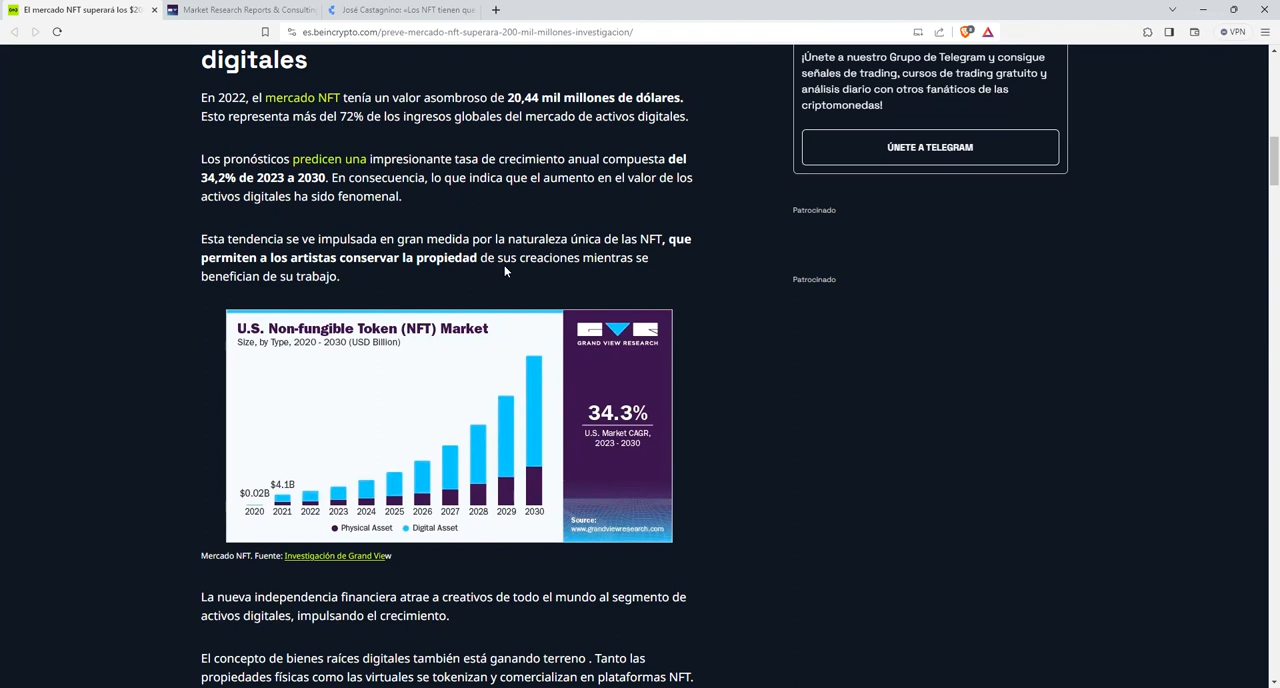 El mercado NFT superará los $20
Market Research Reports & Consulting
José Castagnino: «Los NFT tienen que
es.beincrypto.com/preve-mercado-nft-superara-200-mil-millones-investigacion/
VPN
digitales
En 2022, el mercado NFT tenía un valor asombroso de 20,44 mil millones de dólares.
Esto representa más del 72% de los ingresos globales del mercado de activos digitales.
Los pronósticos predicen una impresionante tasa de crecimiento anual compuesta del
34,2% de 2023 a 2030. En consecuencia, lo que indica que el aumento en el valor de los
activos digitales ha sido fenomenal.
Esta tendencia se ve impulsada en gran medida por la naturaleza única de las NFT, que
permiten a los artistas conservar la propiedad de sus creaciones mientras se
benefician de su trabajo.
U.S. Non-fungible Token (NFT) Market
Size, by Type, 2020 - 2030 (USD Billion)
$0.02B
$4.1B
2020 2021 2022 2023 2024 2025 2026 2027 2028 2029 2030
Physical Asset Digital Asset
GRAND VIEW RESEARCH
34.3%
U.S. Market CAGR,
2023 - 2030
Source:
www.grandviewresearch.com
Mercado NFT. Fuente: Investigación de Grand View
La nueva independencia financiera atrae a creativos de todo el mundo al segmento de
activos digitales, impulsando el crecimiento.
El concepto de bienes raíces digitales también está ganando terreno . Tanto las
propiedades físicas como las virtuales se tokenizan y comercializan en plataformas NFT.
¡Únete a nuestro Grupo de Telegram y consigue
señales de trading, cursos de trading gratuito y
análisis diario con otros fanáticos de las
criptomonedas!
ÚNETE A TELEGRAM
Patrocinado
Patrocinado